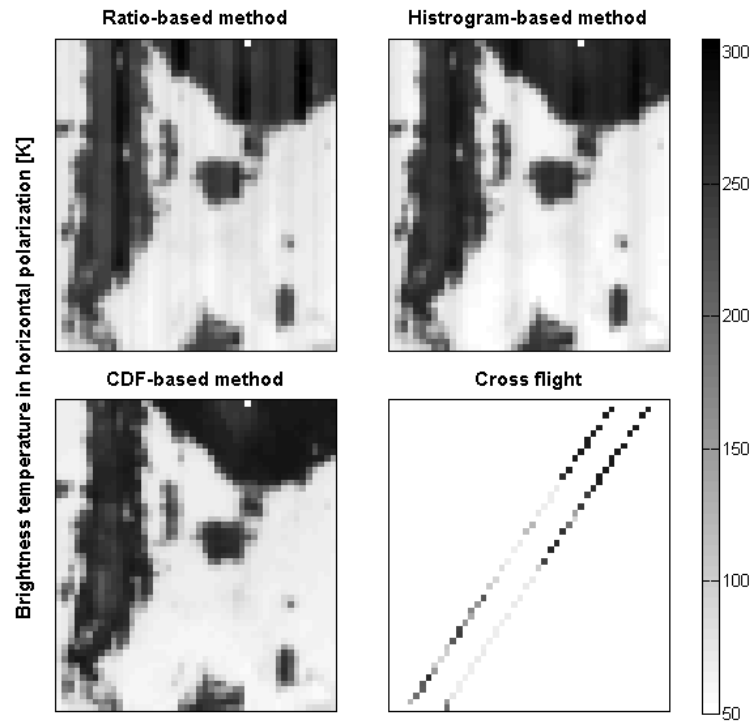 Ratio-based method
Histrogram-based method
Brightness temperature in horizontal polarization [K]
CDF-based method
Cross flight
300
250
200
150
100
50